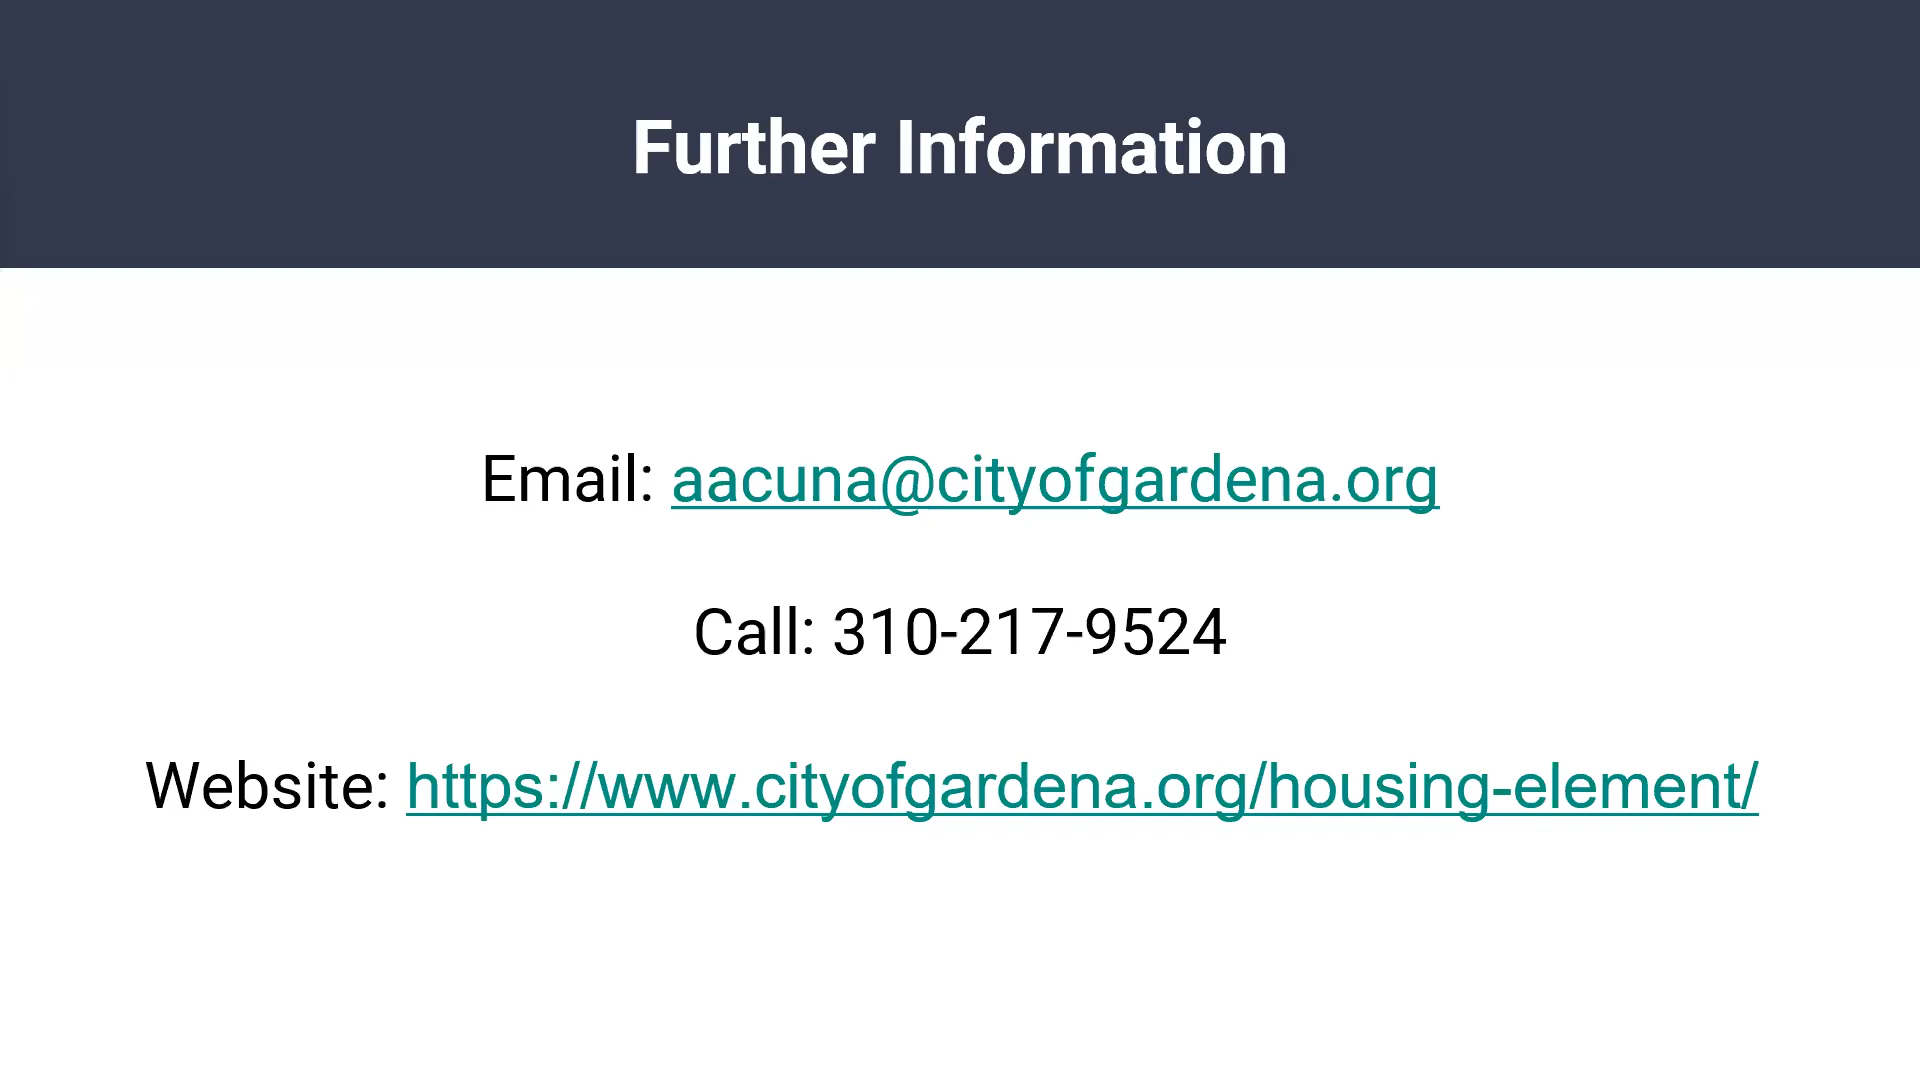 Further Information
Email: aacuna@cityofgardena.org
Call: 310-217-9524
Website: https://www.cityofgardena.org/housing-element/